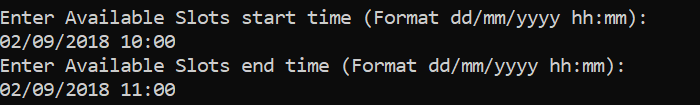 Enter Available Slots start time (Format dd/mm/yyyy hh:mm):
02/09/2018 10:00
Enter Available Slots end time (Format dd/mm/yyyy hh:mm):
02/09/2018 11:00